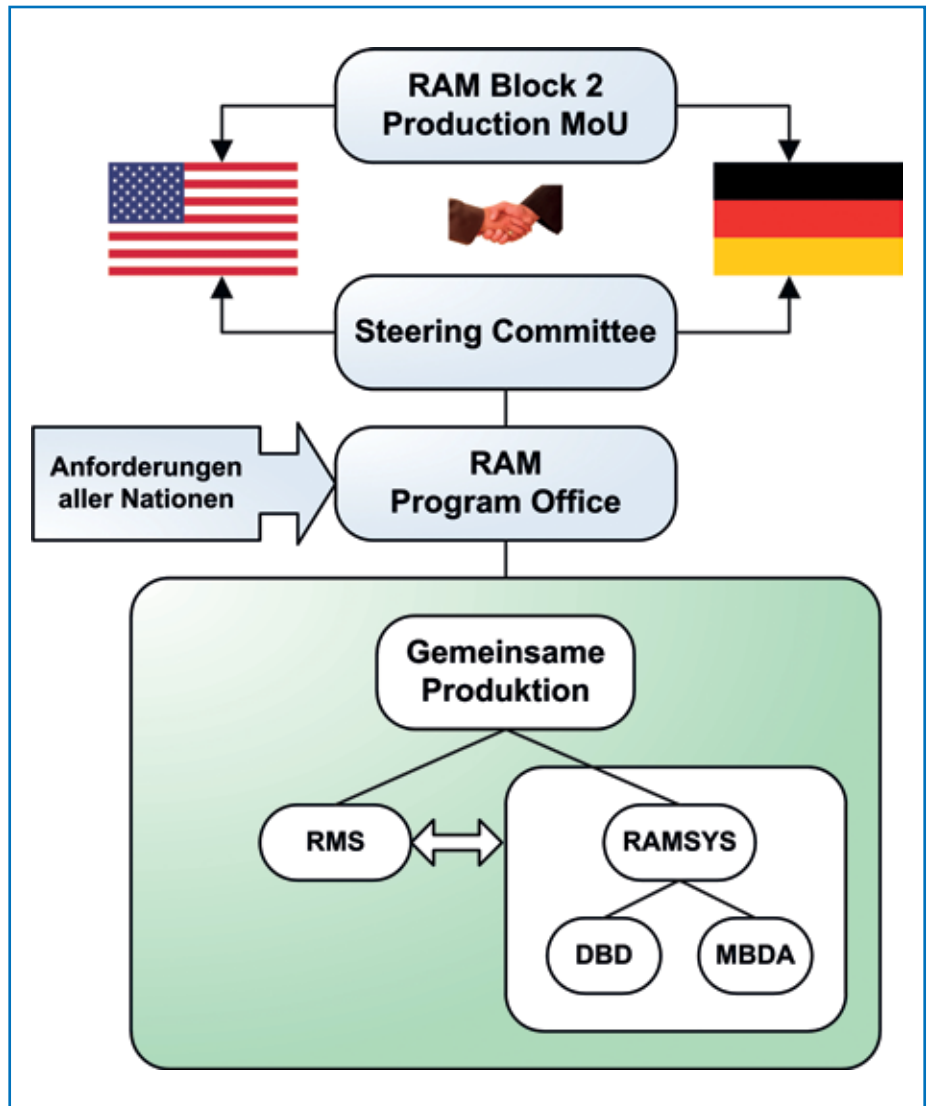 RAM Block 2
Production MoU
Steering Committee
Anforderungen
aller Nationen
RAM
Program Office
Gemeinsame
Produktion
RMS
RAMSYS
DBD
MBDA